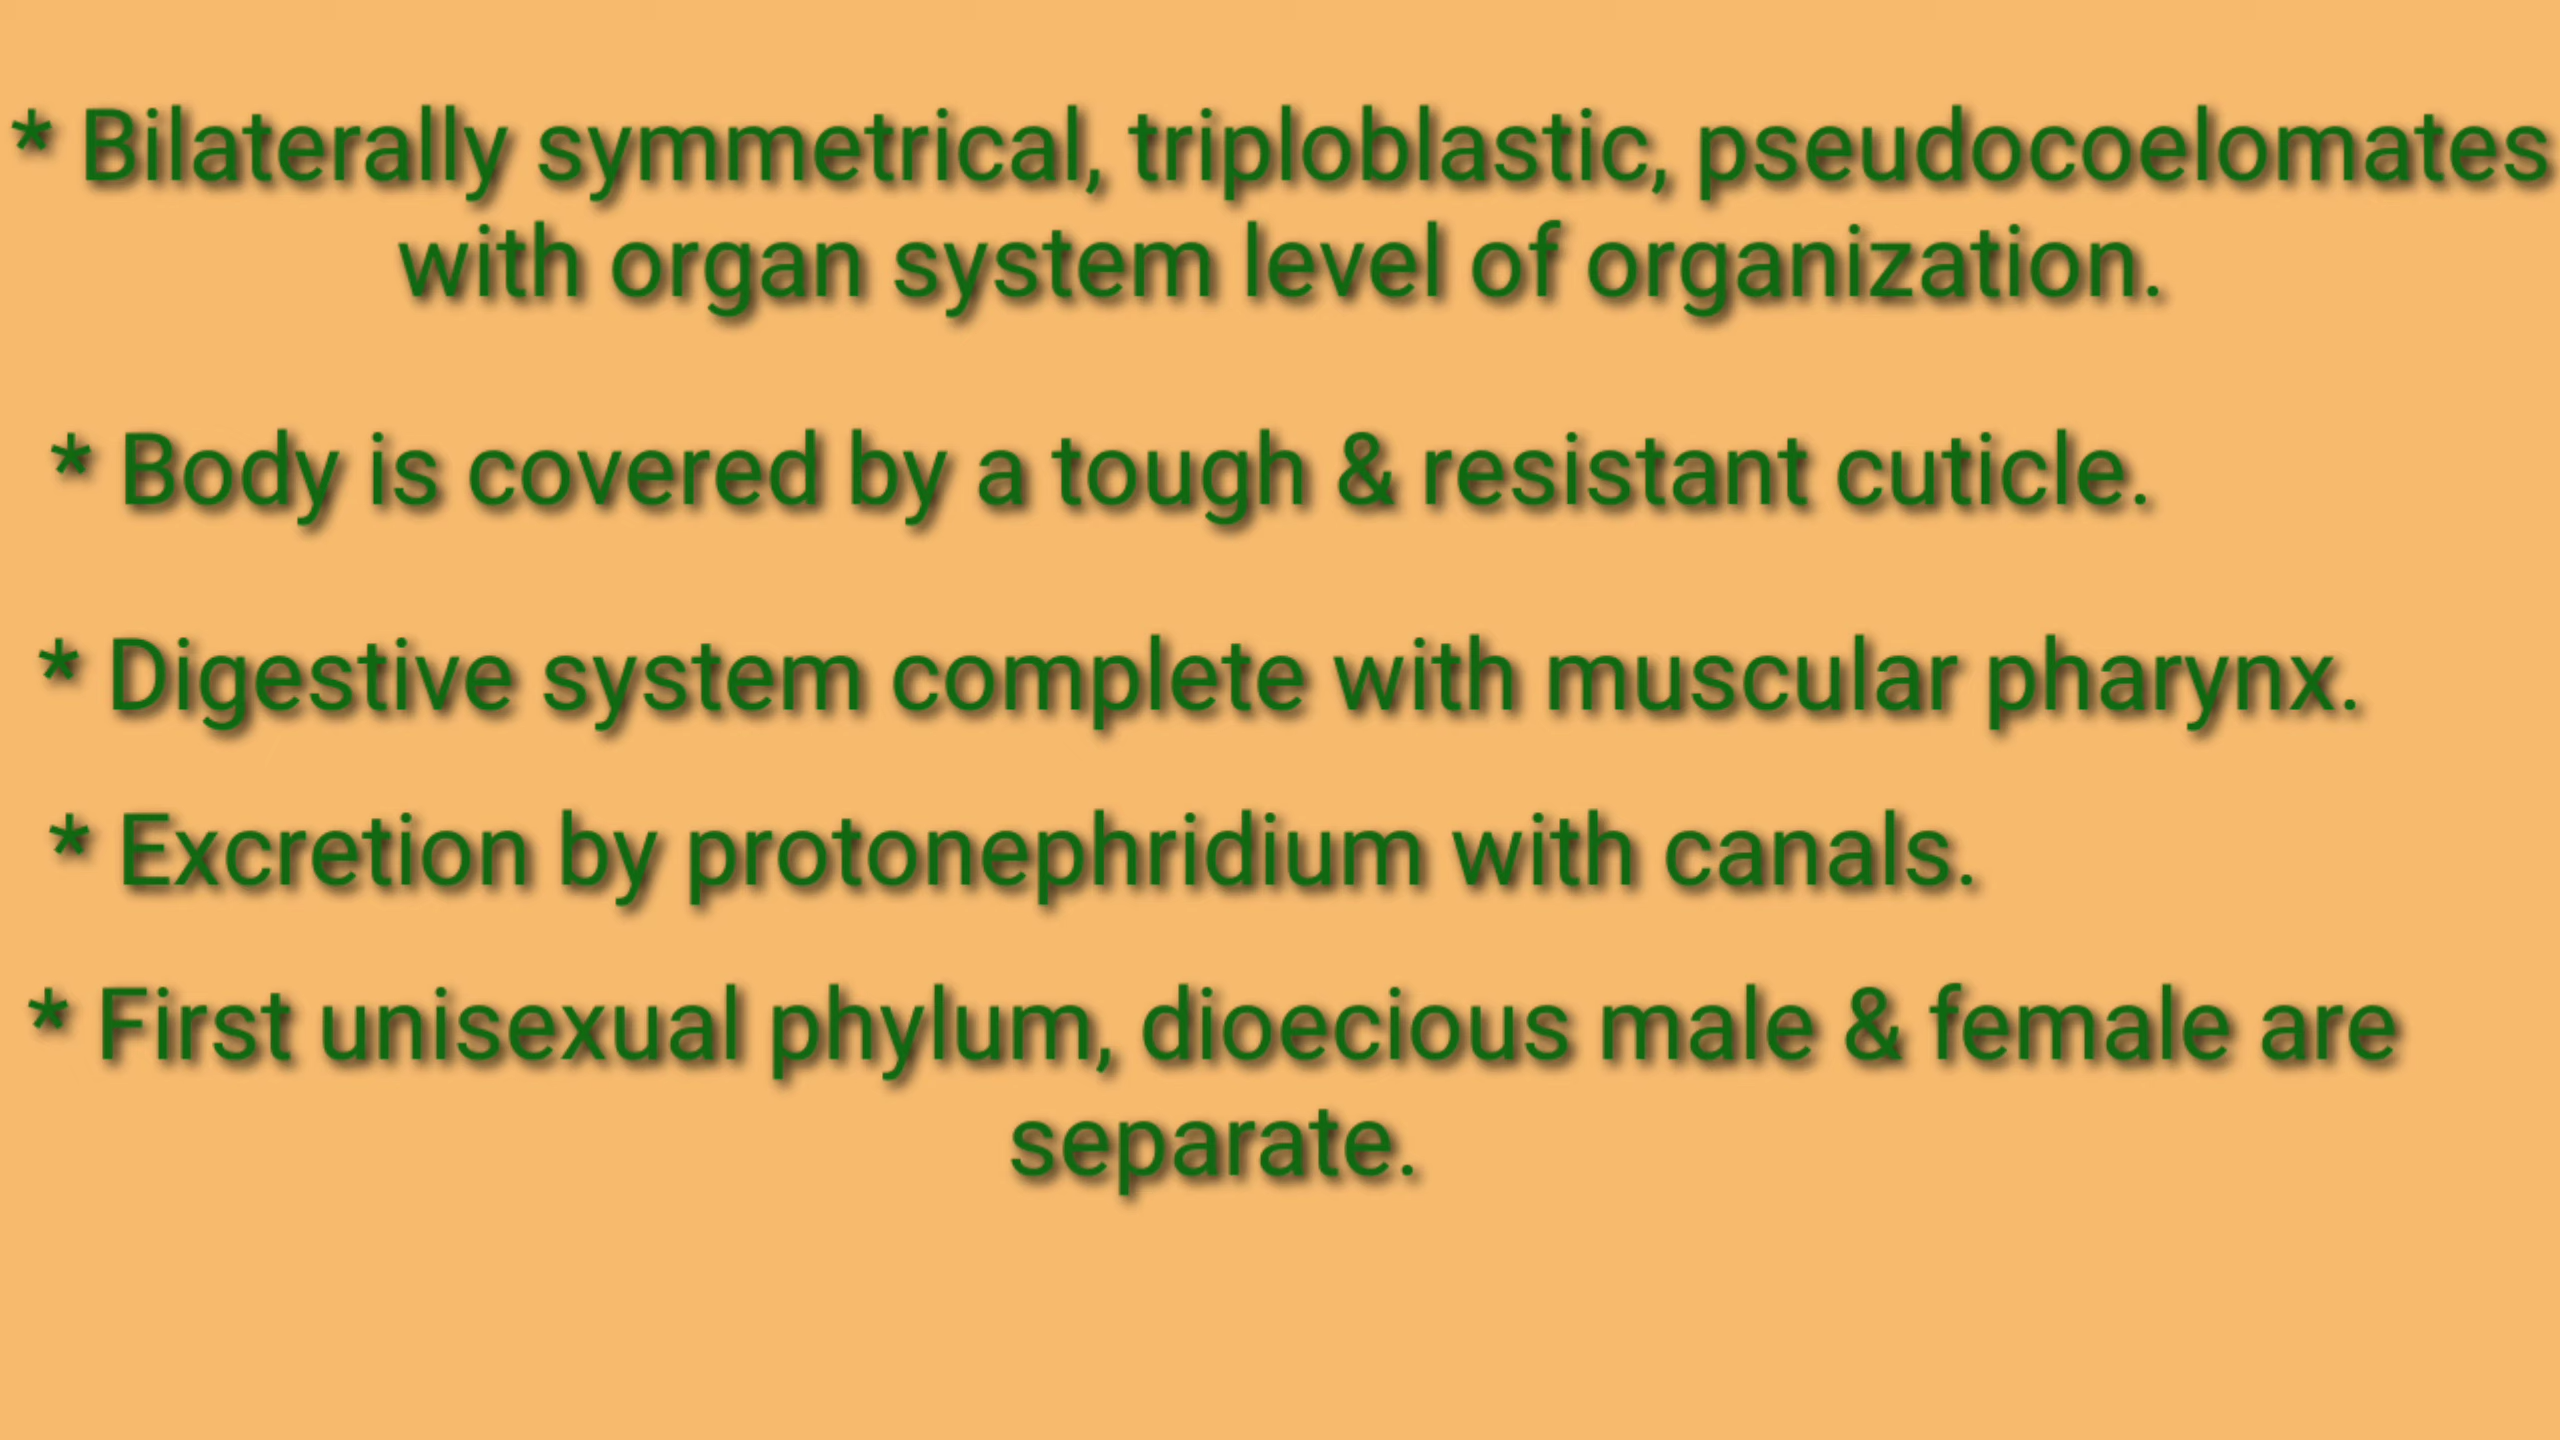 * Bilaterally symmetrical, triploblastic, pseudocoelomates
with organ system level of organization.
* Body is covered by a tough & resistant cuticle.
* Digestive system complete with muscular pharynx.
* Excretion by protonephridium with canals.
* First unisexual phylum, dioecious male & female are
separate.